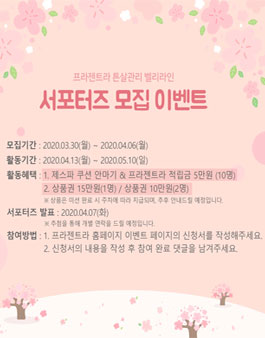 프라젠트라 튼살관리 벨리라인
서포터즈 모집 이벤트
모집기간 : 2020.03.30(월) ~ 2020.04.06(월)
활동기간 : 2020.04.13(월) ~ 2020.05.10(일)
활동혜택 : 1. 제스파 쿠션 안마기 & 프라젠트라 적립금 5만원 (10명)
2. 상품권 15만원(1명) / 상품권 10만원(2명)
※ 상품은 미션 완료 시 주차에 따라 지급되며, 추후 안내드릴 예정입니다.
서포터즈 발표 : 2020.04.07(화)
※ 추첨을 통해 개별 연락을 드릴 예정입니다.
참여방법 : 1. 프라젠트라 홈페이지 이벤트 페이지의 신청서를 작성해주세요.
2. 신청서의 내용을 작성 후 참여 완료 댓글을 남겨주세요.